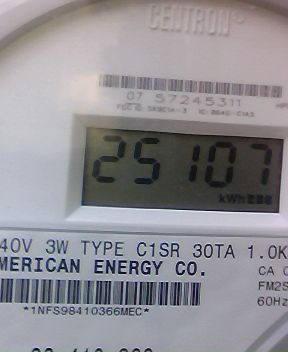 CENTRON
07 57245311
25107
kWh
40V 3W TYPE C1SR 30TA 1.0K
MERICAN ENERGY CO.
CA 0
FM2S
60Hz
*1NFS98410366MEC*